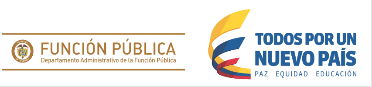 FUNCIÓN PÚBLICA
Departamento Administrativo de la Función Pública
TODOS POR UN
NUEVO PAÍS
PAZ EQUIDAD EDUCACIÓN